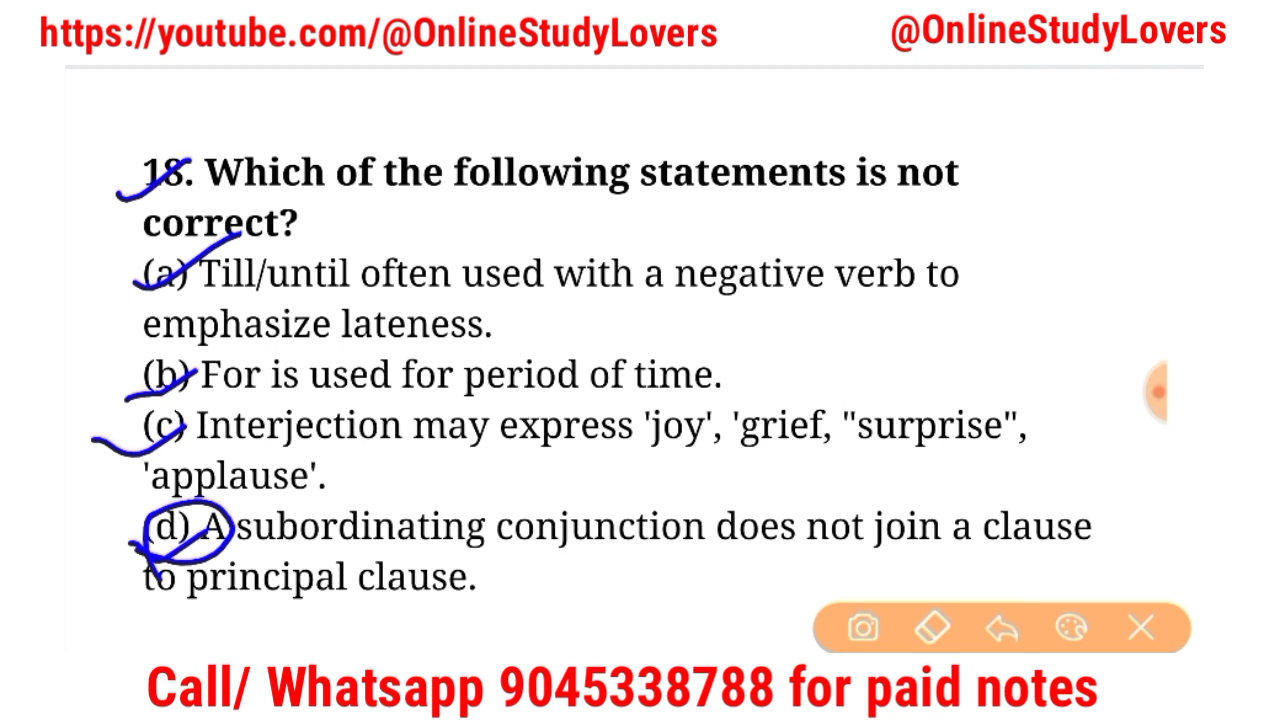 https://youtube.com/@OnlineStudyLovers @OnlineStudyLovers
18. Which of the following statements is not
correct?
(a) Till/until often used with a negative verb to
emphasize lateness.
(b) For is used for period of time.
(c) Interjection may express 'joy', 'grief, "surprise",
'applause'.
(d) A subordinating conjunction does not join a clause
to principal clause.
Call/ Whatsapp 9045338788 for paid notes